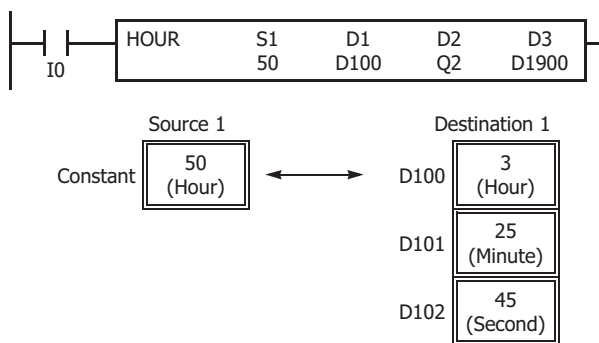 HOUR S1 D1 D2 D3
50 D100 Q2 D1900
I0
Source 1 Destination 1
Constant 50 (Hour) D100 3 (Hour)
D101 25 (Minute)
D102 45 (Second)